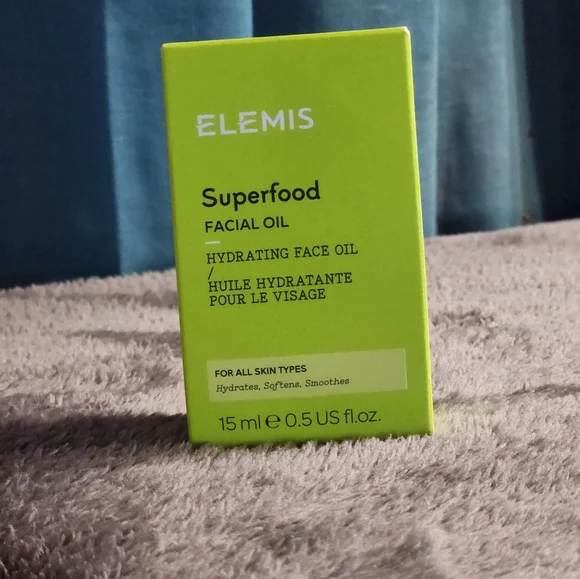 ELEMIS
Superfood
FACIAL OIL
HYDRATING FACE OIL
/
HUILE HYDRATANTE
POUR LE VISAGE
FOR ALL SKIN TYPES
Hydrates, Softens, Smoothes
15 ml ℮ 0.5 US fl.oz.